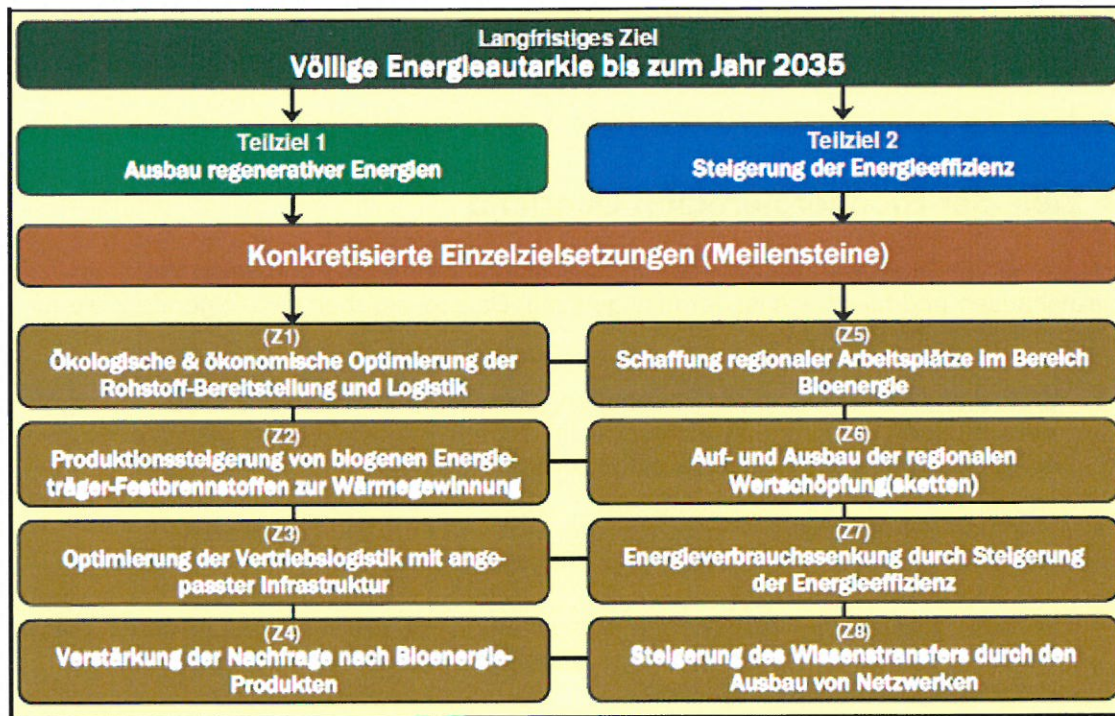 Langfristiges Ziel
Völlige Energieautarkie bis zum Jahr 2035
Teilziel 1
Ausbau regenerativer Energien
Teilziel 2
Steigerung der Energieeffizienz
Konkretisierte Einzelzielsetzungen (Meilensteine)
(Z1)
Ökologische & ökonomische Optimierung der
Rohstoff-Bereitstellung und Logistik
(Z5)
Schaffung regionaler Arbeitsplätze im Bereich
Bioenergie
(Z2)
Produktionssteigerung von biogenen Energie-
träger-Festbrennstoffen zur Wärmegewinnung
(Z6)
Auf- und Ausbau der regionalen
Wertschöpfung(sketten)
(Z3)
Optimierung der Vertriebslogistik mit ange-
passter Infrastruktur
(Z7)
Energieverbrauchssenkung durch Steigerung
der Energieeffizienz
(Z4)
Verstärkung der Nachfrage nach Bioenergie-
Produkten
(Z8)
Steigerung des Wissenstransfers durch den
Ausbau von Netzwerken